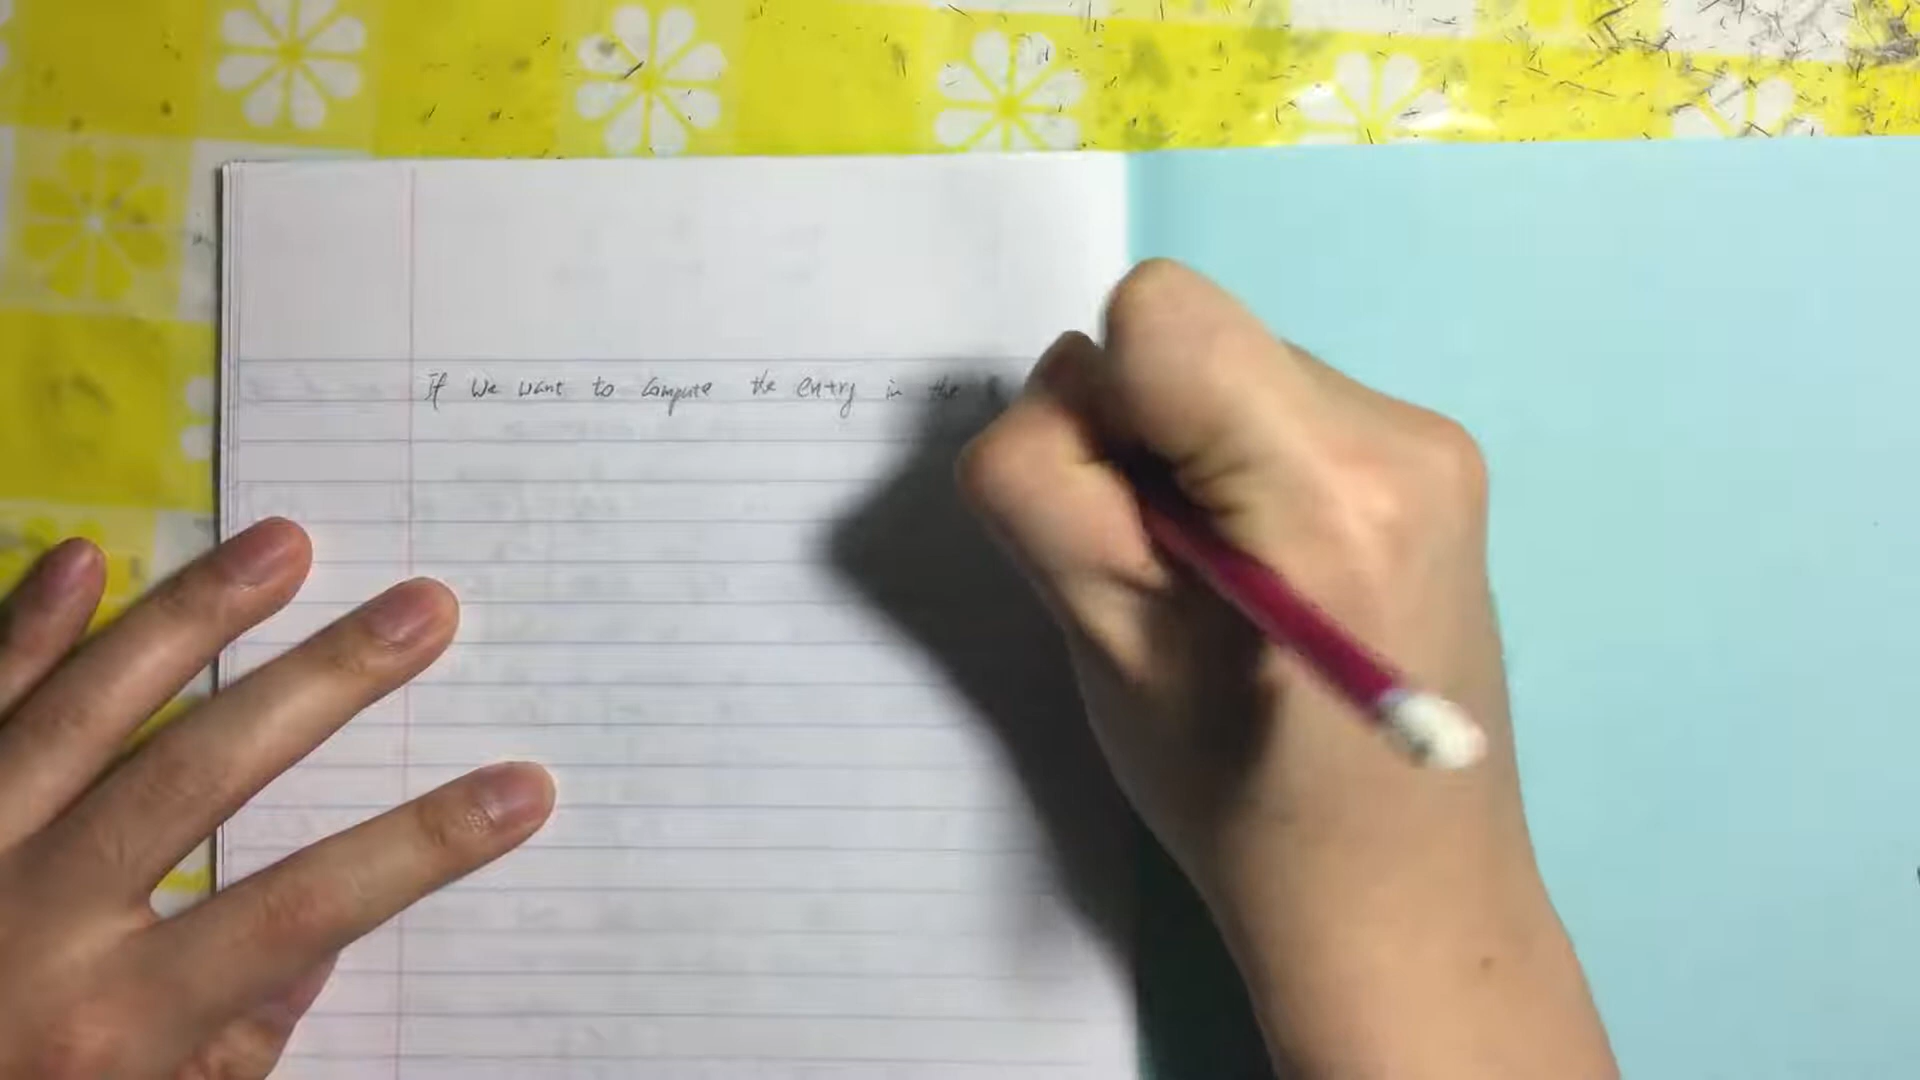 If we want to compute the entry in the